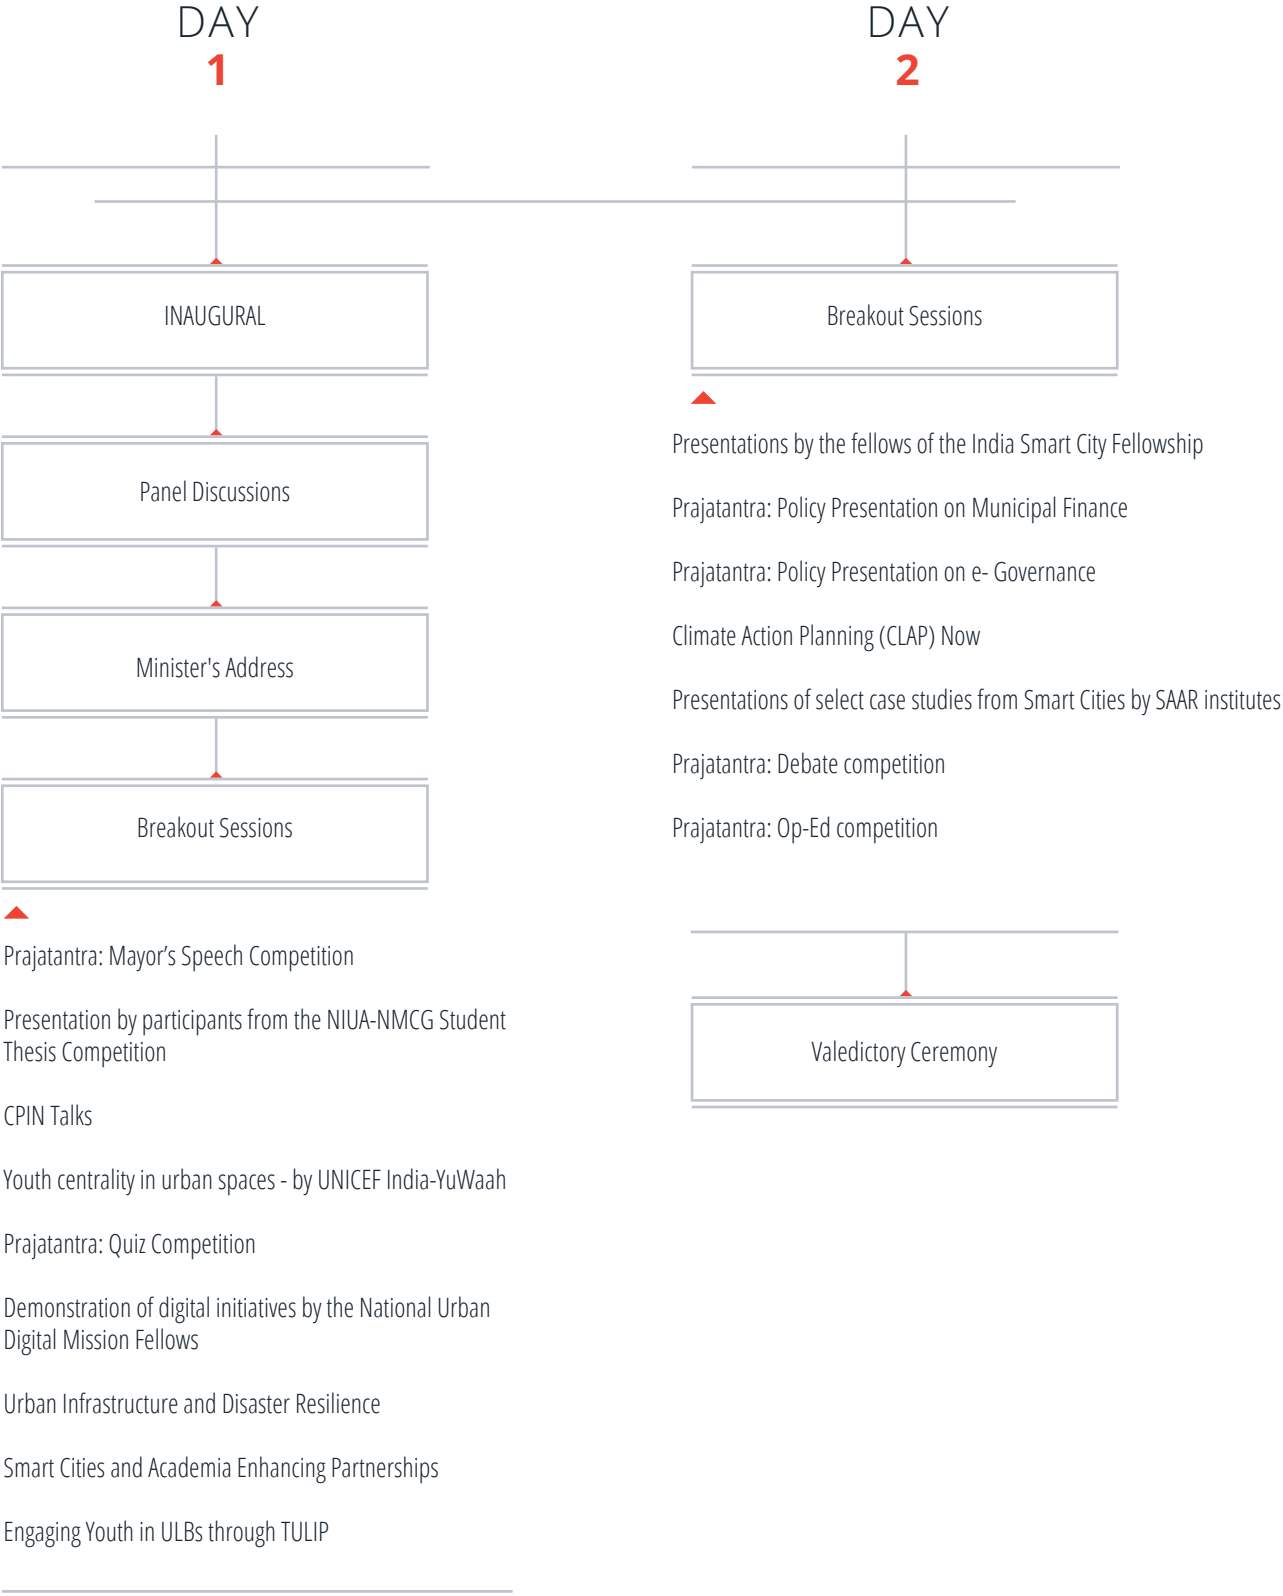 DAY
1
INAUGURAL
Panel Discussions
Minister's Address
Breakout Sessions
Prajatantra: Mayor’s Speech Competition
Presentation by participants from the NIUA-NMCG Student
Thesis Competition
CPIN Talks
Youth centrality in urban spaces - by UNICEF India-YuWaah
Prajatantra: Quiz Competition
Demonstration of digital initiatives by the National Urban
Digital Mission Fellows
Urban Infrastructure and Disaster Resilience
Smart Cities and Academia Enhancing Partnerships
Engaging Youth in ULBs through TULIP
DAY
2
Breakout Sessions
Presentations by the fellows of the India Smart City Fellowship
Prajatantra: Policy Presentation on Municipal Finance
Prajatantra: Policy Presentation on e- Governance
Climate Action Planning (CLAP) Now
Presentations of select case studies from Smart Cities by SAAR institutes
Prajatantra: Debate competition
Prajatantra: Op-Ed competition
Valedictory Ceremony